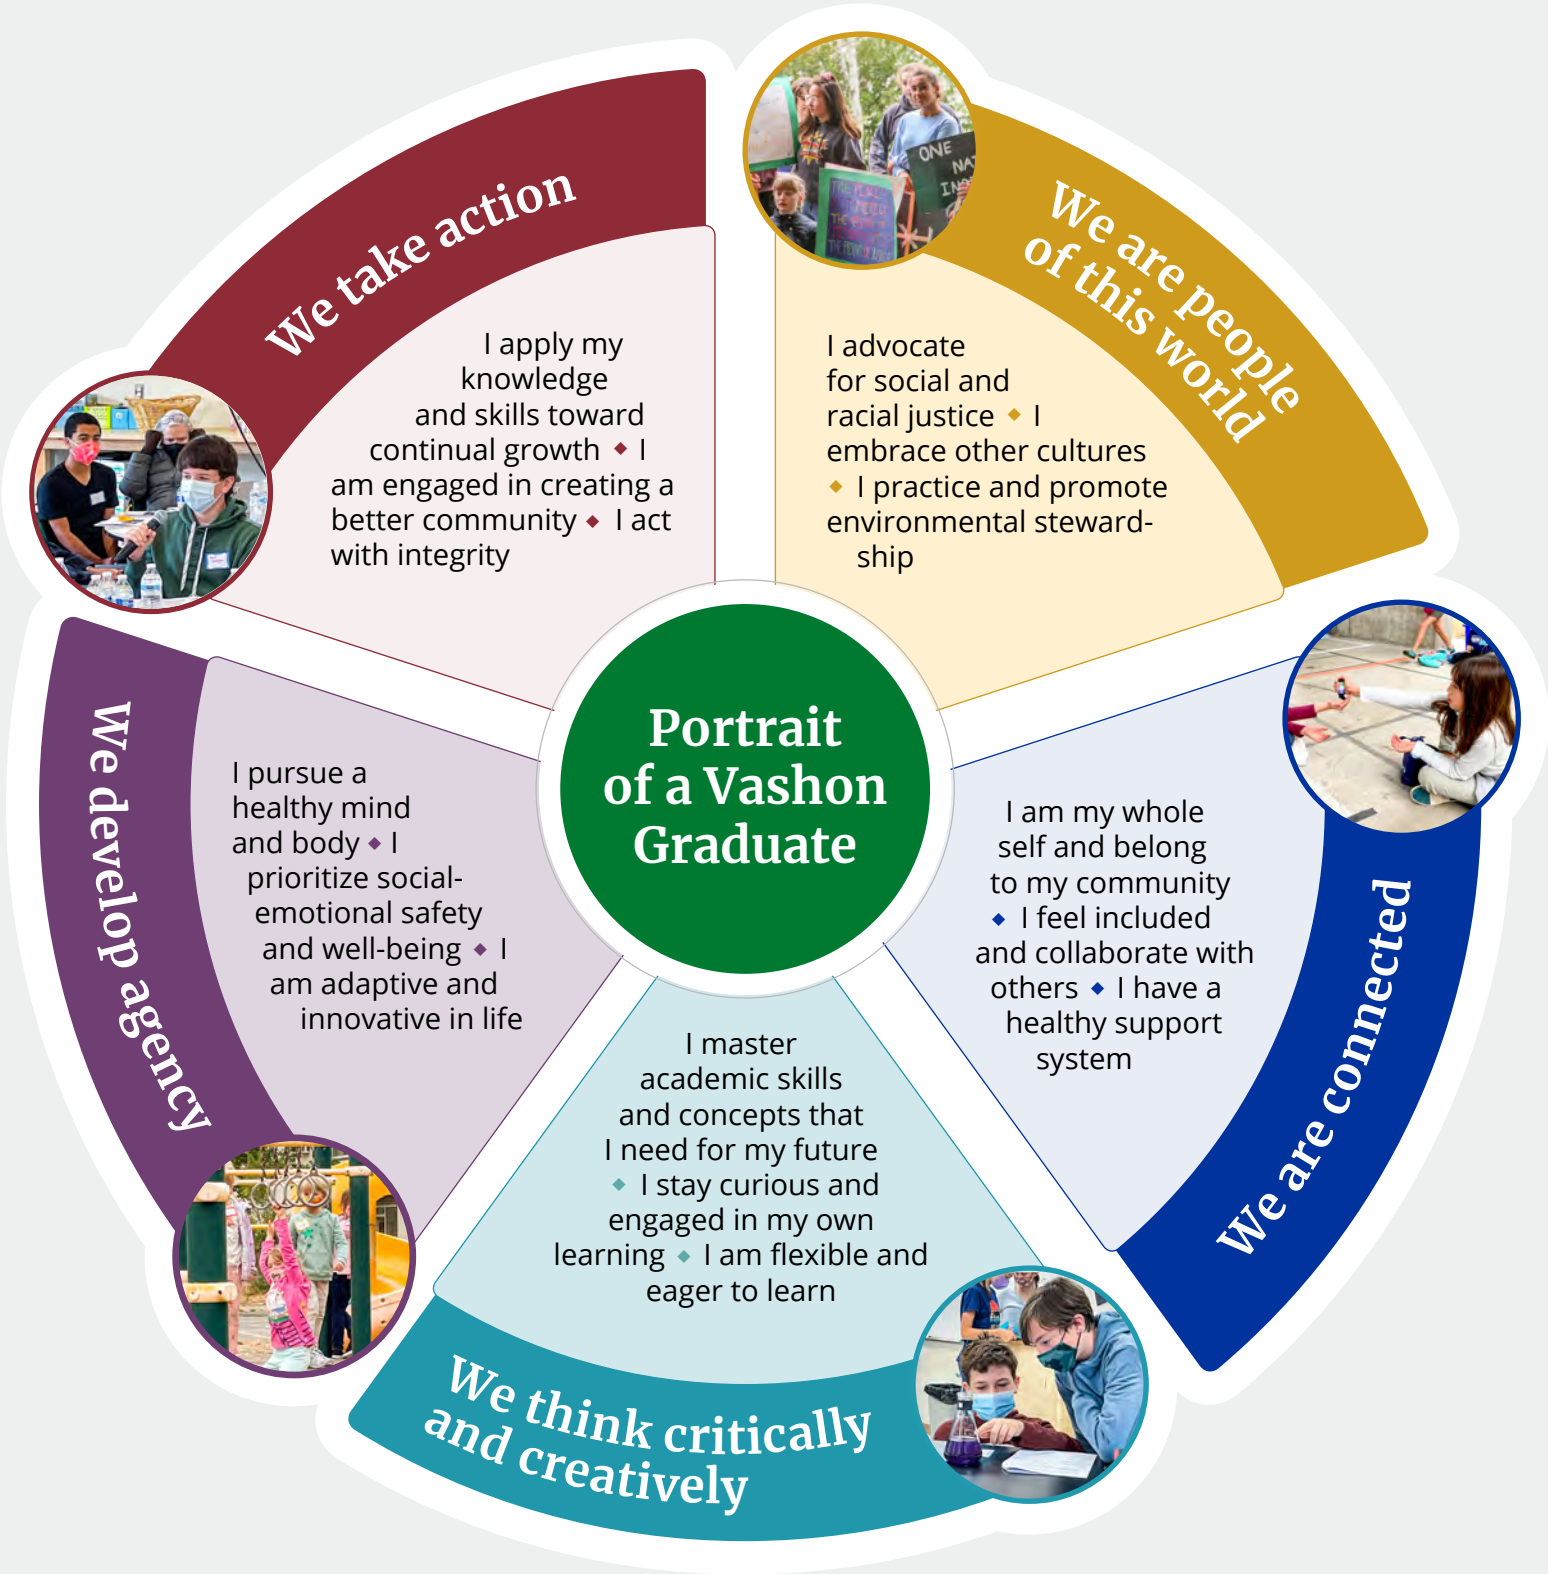 Portrait
of a Vashon
Graduate
We take action
I apply my
knowledge
and skills toward
continual growth ◆ I
am engaged in creating a
better community ◆ I act
with integrity
We are people
of this world
I advocate
for social and
racial justice ◆ I
embrace other cultures
◆ I practice and promote
environmental steward-
ship
ONE
We are connected
I am my whole
self and belong
to my community
◆ I feel included
and collaborate with
others ◆ I have a
healthy support
system
We think critically
and creatively
I master
academic skills
and concepts that
I need for my future
◆ I stay curious and
engaged in my own
learning ◆ I am flexible and
eager to learn
We develop agency
I pursue a
healthy mind
and body ◆ I
prioritize social-
emotional safety
and well-being ◆ I
am adaptive and
innovative in life